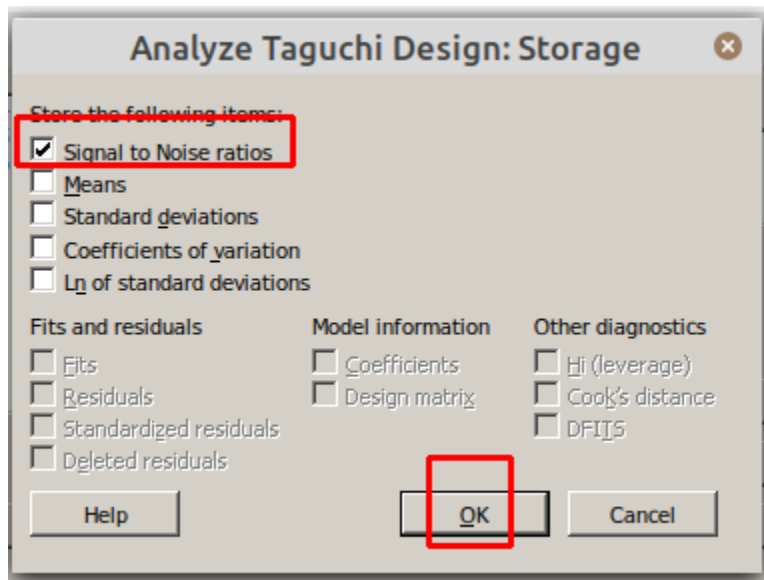 Analyze Taguchi Design: Storage
Store the following items:
Signal to Noise ratios
Means
Standard deviations
Coefficients of variation
Ln of standard deviations
Fits and residuals
Fits
Residuals
Standardized residuals
Deleted residuals
Model information
Coefficients
Design matrix
Other diagnostics
Hi (leverage)
Cook's distance
DFITS
Help
OK
Cancel